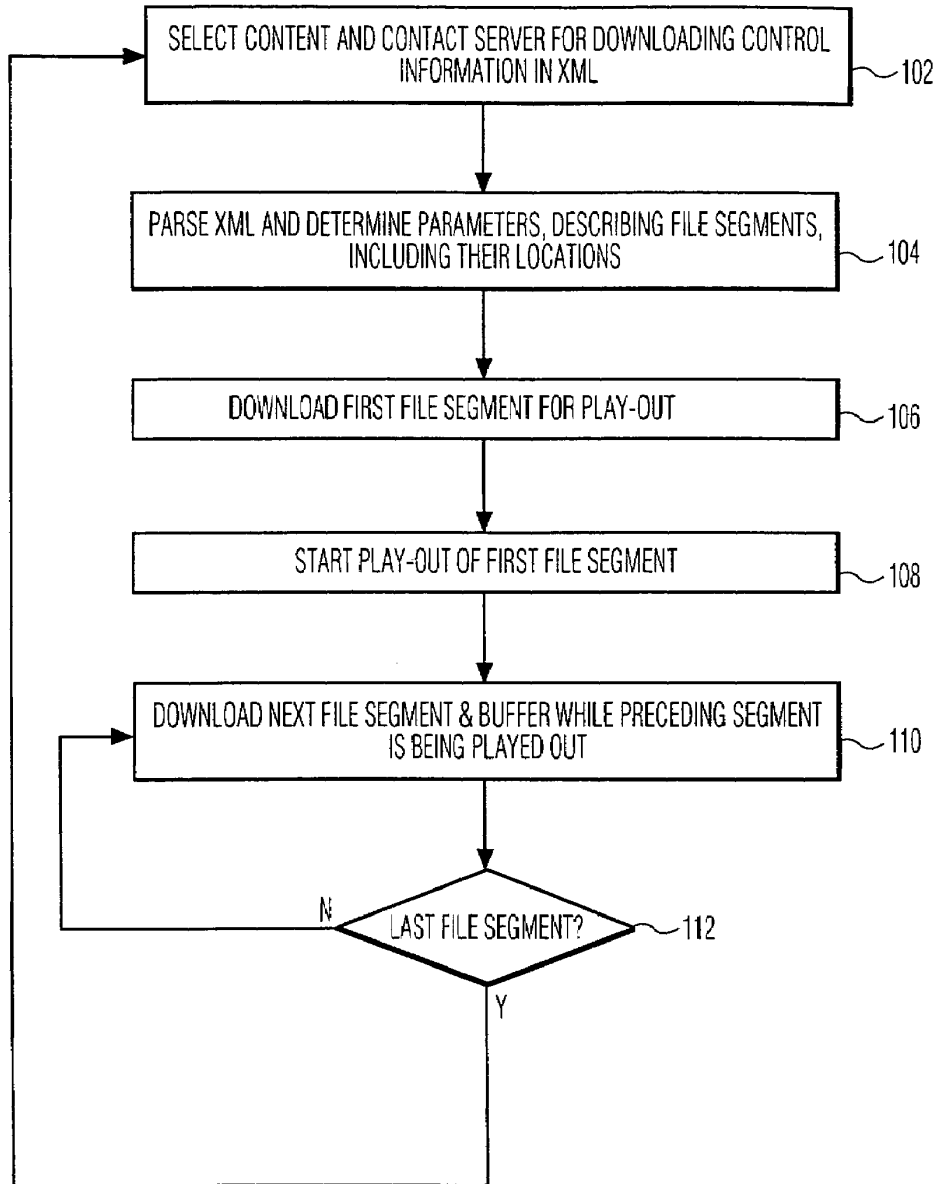 SELECT CONTENT AND CONTACT SERVER FOR DOWNLOADING CONTROL
INFORMATION IN XML
102
PARSE XML AND DETERMINE PARAMETERS, DESCRIBING FILE SEGMENTS,
INCLUDING THEIR LOCATIONS
104
DOWNLOAD FIRST FILE SEGMENT FOR PLAY-OUT
106
START PLAY-OUT OF FIRST FILE SEGMENT
108
DOWNLOAD NEXT FILE SEGMENT & BUFFER WHILE PRECEDING SEGMENT
IS BEING PLAYED OUT
110
N
LAST FILE SEGMENT?
112
Y